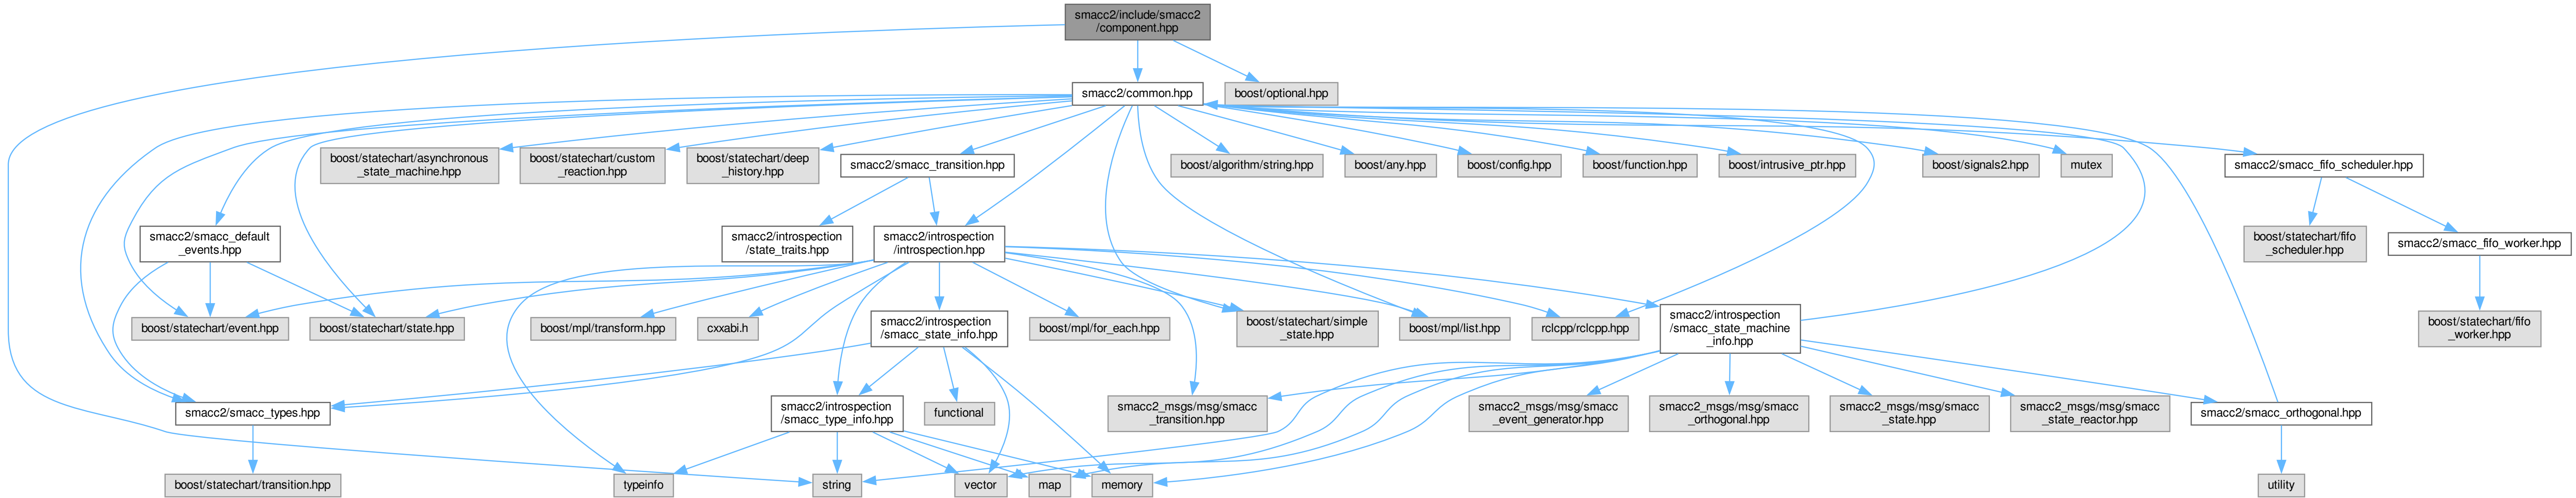 smacc2/include/smacc2
/component.hpp
smacc2/common.hpp
boost/optional.hpp
boost/statechart/asynchronous
_state_machine.hpp
boost/statechart/custom
_reaction.hpp
boost/statechart/deep
_history.hpp
smacc2/smacc_transition.hpp
boost/algorithm/string.hpp
boost/any.hpp
boost/config.hpp
boost/function.hpp
boost/intrusive_ptr.hpp
boost/signals2.hpp
mutex
smacc2/smacc_fifo_scheduler.hpp
smacc2/smacc_default
_events.hpp
smacc2/introspection
/state_traits.hpp
smacc2/introspection
/introspection.hpp
boost/statechart/fifo
_scheduler.hpp
smacc2/smacc_fifo_worker.hpp
boost/statechart/event.hpp
boost/statechart/state.hpp
boost/mpl/transform.hpp
cxxabi.h
smacc2/introspection
/smacc_state_info.hpp
boost/mpl/for_each.hpp
boost/statechart/simple
_state.hpp
boost/mpl/list.hpp
rclcpp/rclcpp.hpp
smacc2/introspection
/smacc_state_machine
_info.hpp
boost/statechart/fifo
_worker.hpp
smacc2/smacc_types.hpp
smacc2/introspection
/smacc_type_info.hpp
functional
smacc2_msgs/msg/smacc
_transition.hpp
smacc2_msgs/msg/smacc
_event_generator.hpp
smacc2_msgs/msg/smacc
_orthogonal.hpp
smacc2_msgs/msg/smacc
_state.hpp
smacc2_msgs/msg/smacc
_state_reactor.hpp
smacc2/smacc_orthogonal.hpp
boost/statechart/transition.hpp
typeinfo
string
vector
map
memory
utility